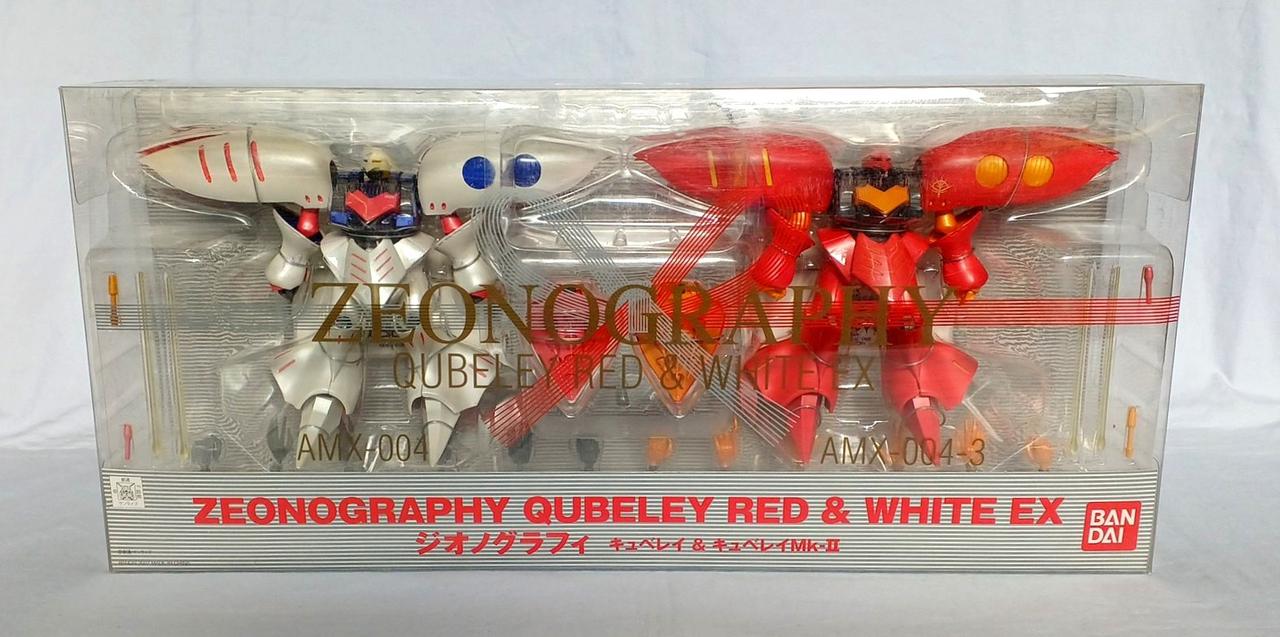 ZEONOGRAPHY
QUBELEY RED & WHITE EX
AMX-004
AMX-004-3
ZEONOGRAPHY QUBELEY RED & WHITE EX
ジオノグラフィ キュベレイ & キュベレイMk-II
BAN
DAI